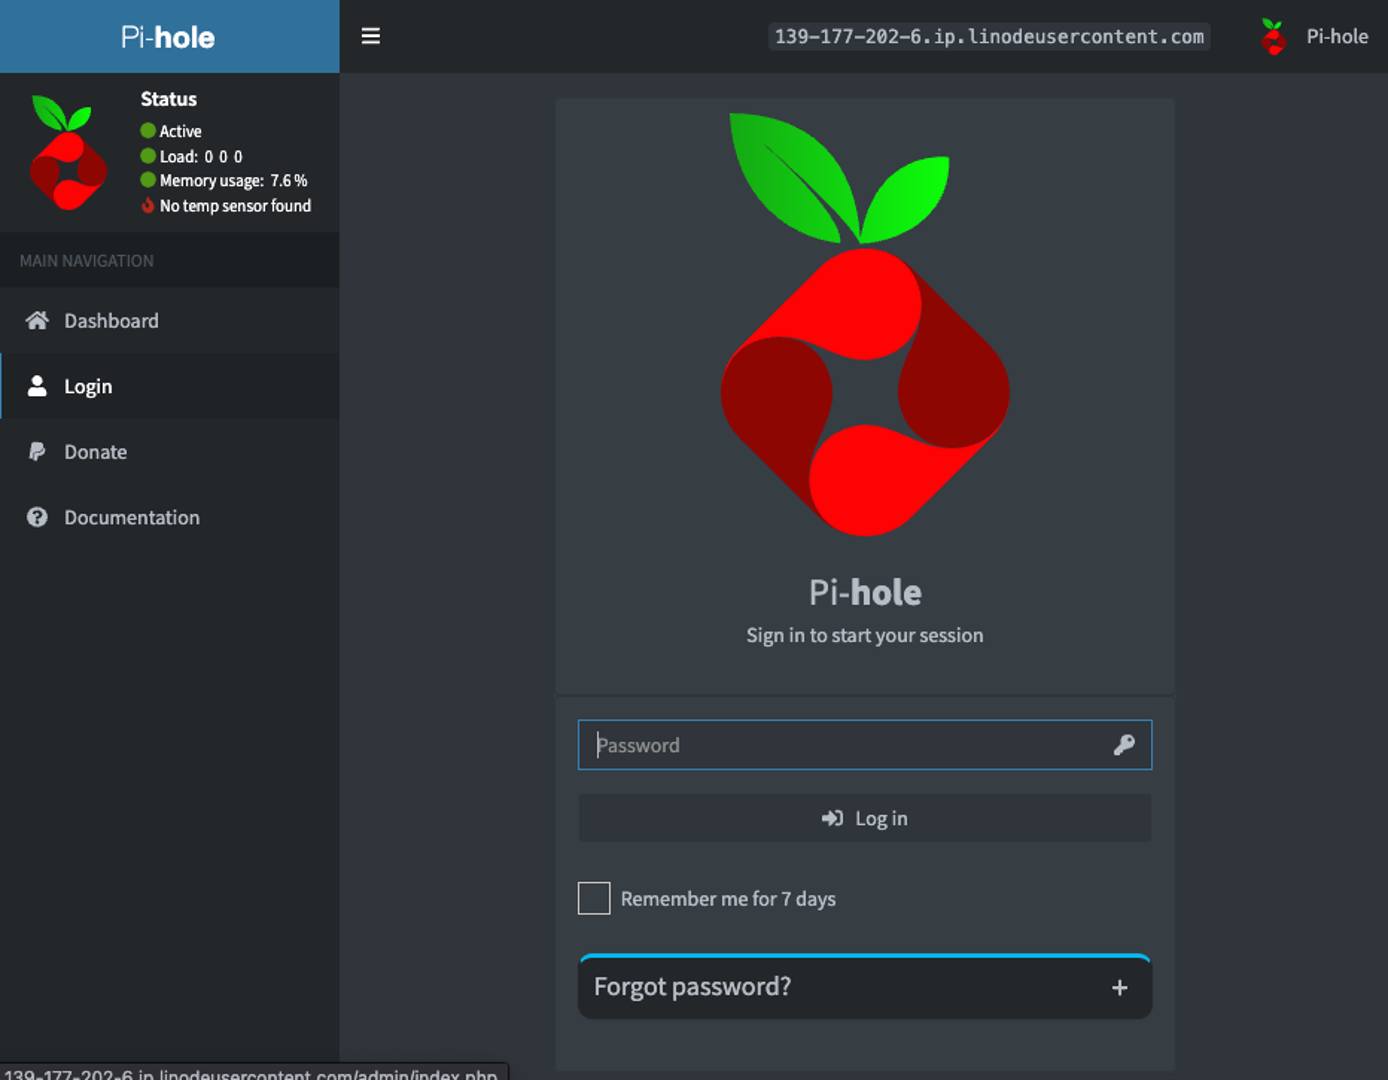 Pi-hole
139-177-202-6.ip.linodeusercontent.com
Pi-hole
Status
Active
Load: 0 0 0
Memory usage: 7.6 %
No temp sensor found
MAIN NAVIGATION
Dashboard
Login
Donate
Documentation
Pi-hole
Sign in to start your session
Password
Log in
Remember me for 7 days
Forgot password?
139-177-202-6.ip.linodeusercontent.com/admin/index.php